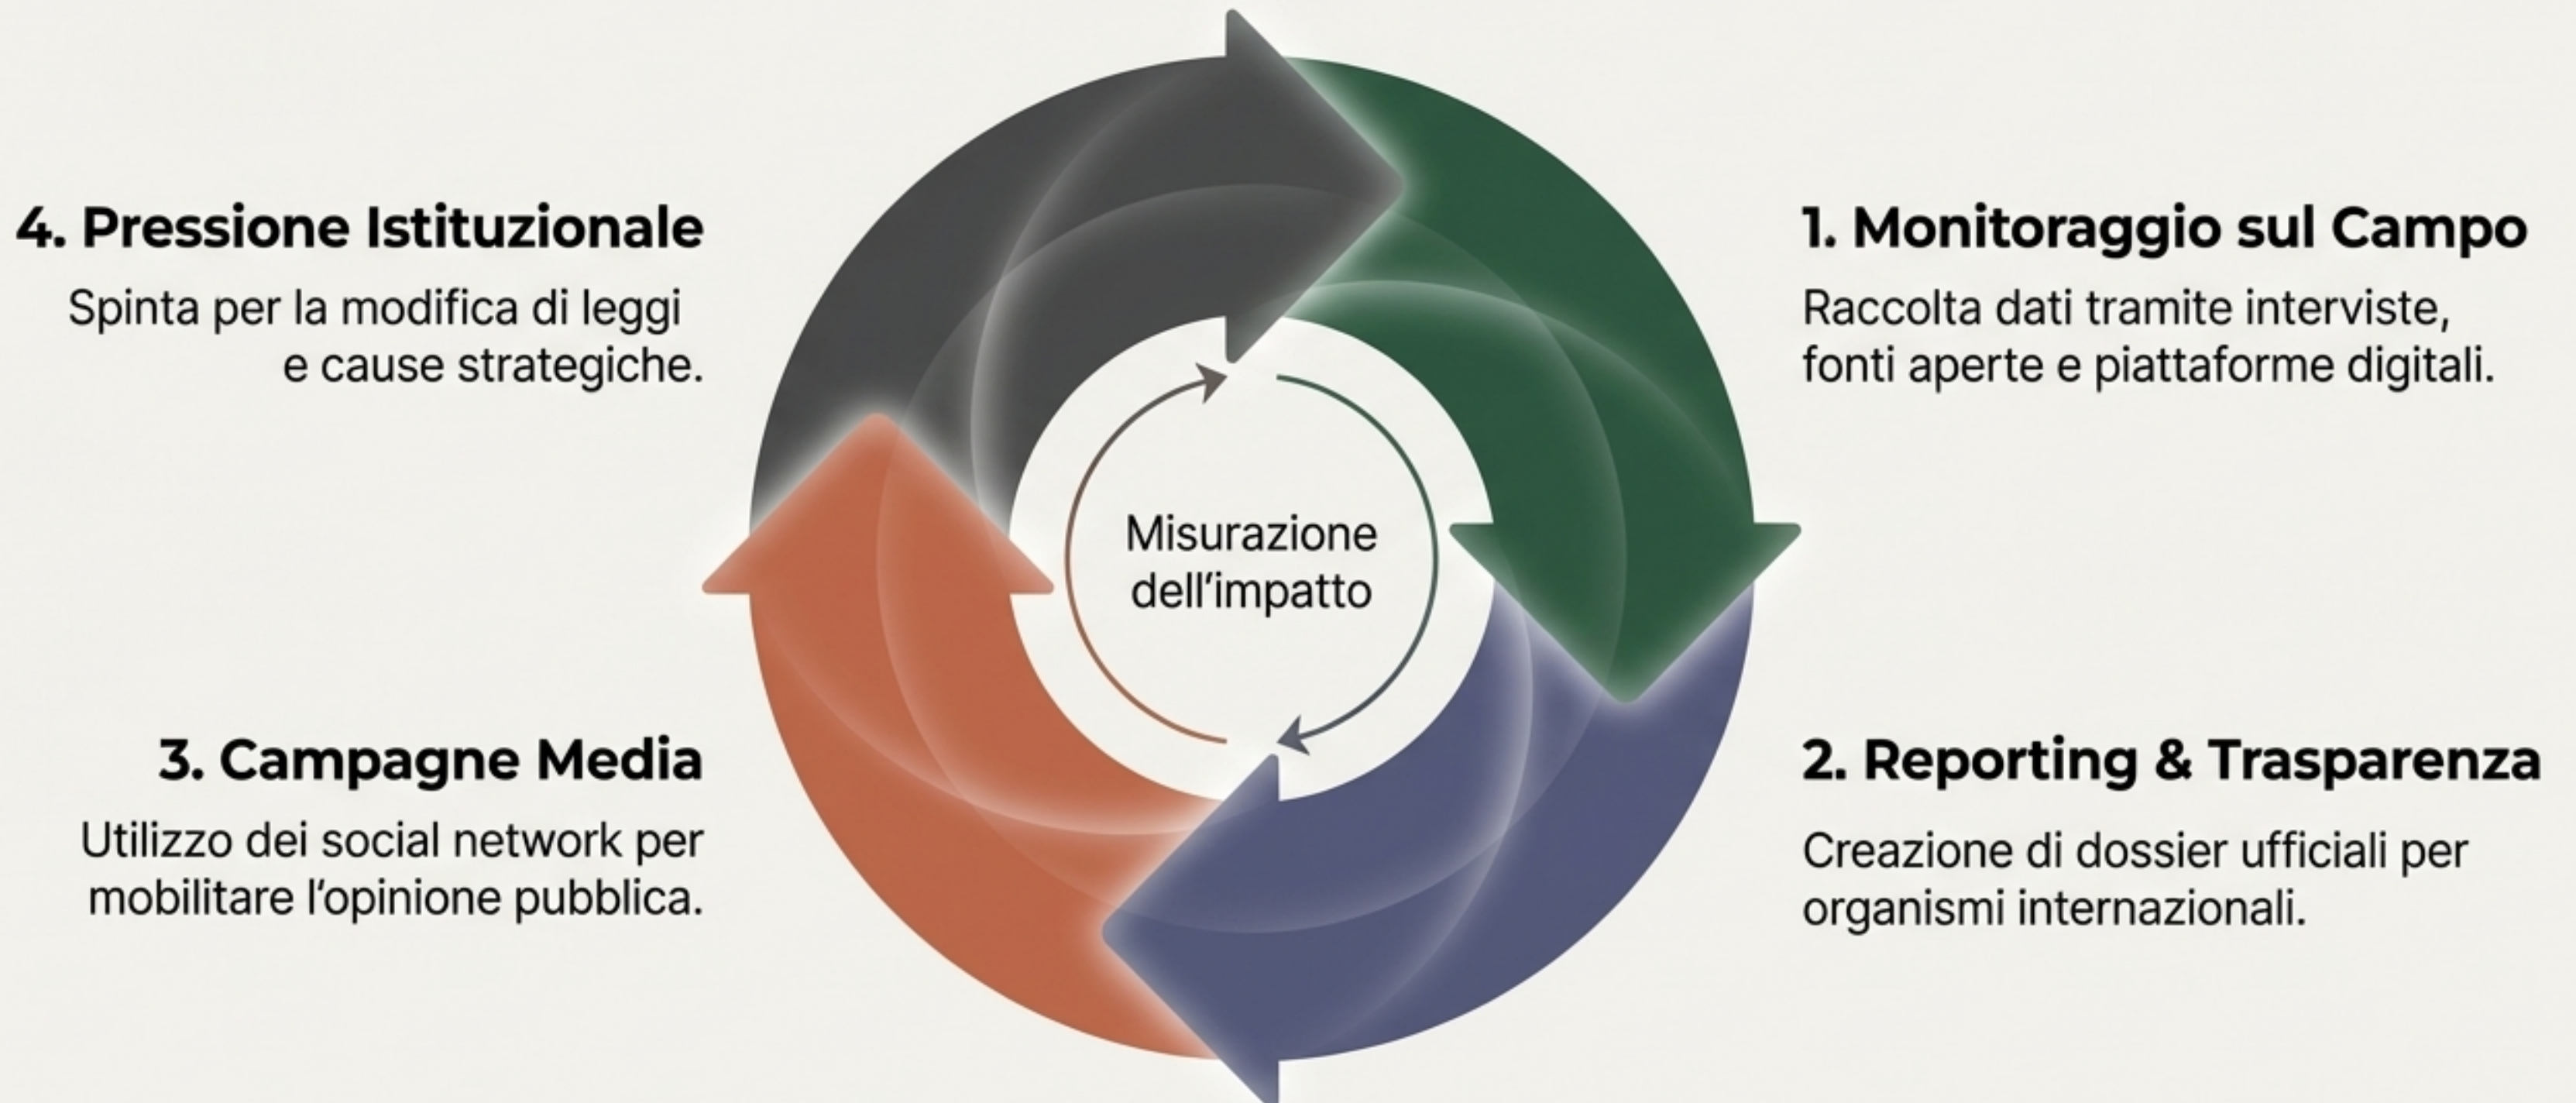 1. Monitoraggio sul Campo
Raccolta dati tramite interviste,
fonti aperte e piattaforme digitali.
2. Reporting & Trasparenza
Creazione di dossier ufficiali per
organismi internazionali.
3. Campagne Media
Utilizzo dei social network per
mobilitare l'opinione pubblica.
4. Pressione Istituzionale
Spinta per la modifica di leggi
e cause strategiche.
Misurazione
dell'impatto